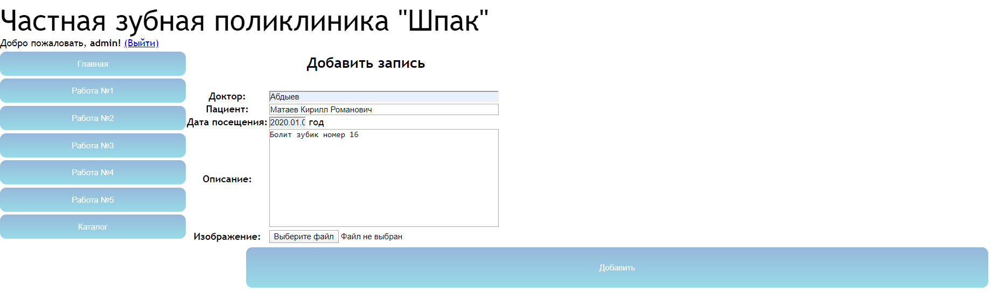 Частная зубная поликлиника "Шпак"
Добро пожаловать, admin! (Выйти)
Главная
Работа №1
Работа №2
Работа №3
Работа №4
Работа №5
Каталог
Добавить запись
Доктор: Абдыев
Пациент: Матаев Кирилл Романович
Дата посещения: 2020.01.0 год
Описание: Болит зубик номер 16
Изображение: Выберите файл Файл не выбран
Добавить